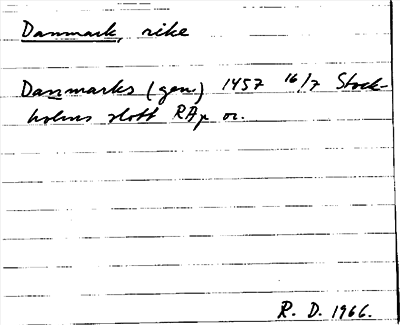 Danmark, rike
Danmarks (gen.) 1457 16/7 Stock-
holms slott RAp or.
R. D. 1966.